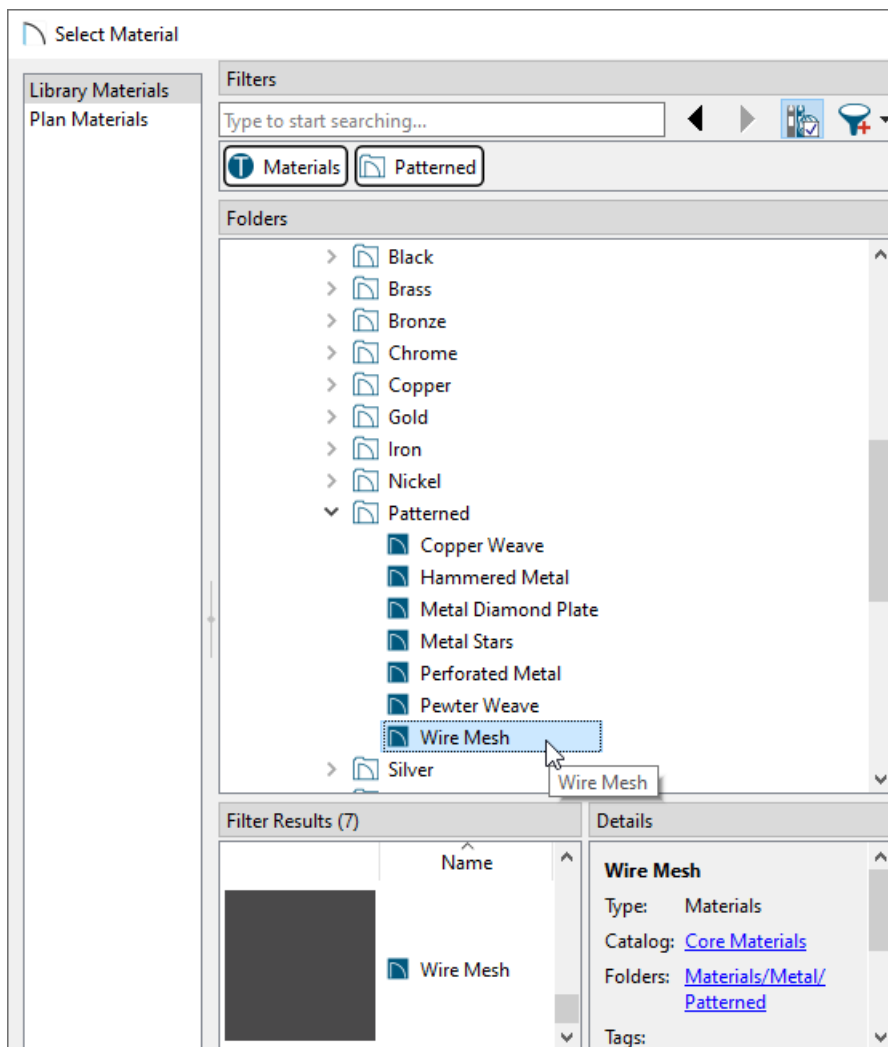 Select Material
Library Materials
Plan Materials
Filters
Type to start searching...
Materials
Patterned
Folders
Black
Brass
Bronze
Chrome
Copper
Gold
Iron
Nickel
Patterned
Copper Weave
Hammered Metal
Metal Diamond Plate
Metal Stars
Perforated Metal
Pewter Weave
Wire Mesh
Silver
Wire Mesh
Filter Results (7)
Name
Wire Mesh
Details
Wire Mesh
Type: Materials
Catalog: Core Materials
Folders: Materials/Metal/
Patterned
Tags: